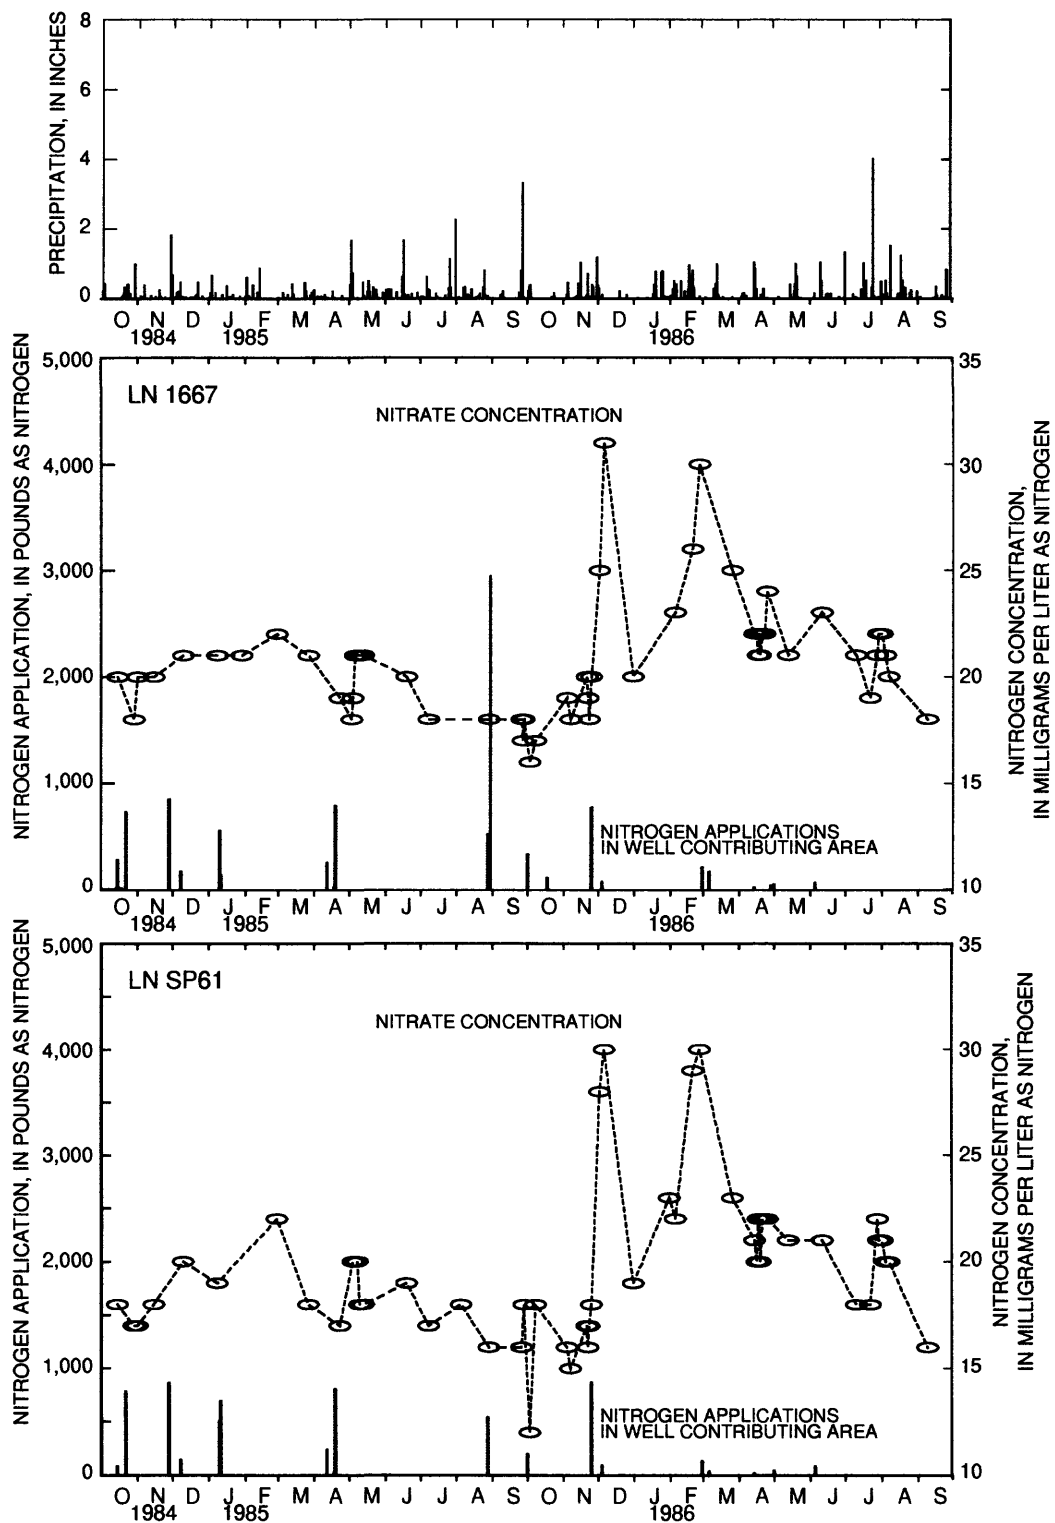 PRECIPITATION, IN INCHES
8
6
4
2
0
O N D J F M A M J J A S O N D J F M A M J J A S
1984 1985 1986
NITROGEN APPLICATION, IN POUNDS AS NITROGEN
5,000
4,000
3,000
2,000
1,000
0
LN 1667
NITRATE CONCENTRATION
NITROGEN APPLICATIONS
IN WELL CONTRIBUTING AREA
35
30
25
20
15
10
NITROGEN CONCENTRATION,
IN MILLIGRAMS PER LITER AS NITROGEN
O N D J F M A M J J A S O N D J F M A M J J A S
1984 1985 1986
NITROGEN APPLICATION, IN POUNDS AS NITROGEN
5,000
4,000
3,000
2,000
1,000
0
LN SP61
NITRATE CONCENTRATION
NITROGEN APPLICATIONS
IN WELL CONTRIBUTING AREA
35
30
25
20
15
10
NITROGEN CONCENTRATION,
IN MILLIGRAMS PER LITER AS NITROGEN
O N D J F M A M J J A S O N D J F M A M J J A S
1984 1985 1986